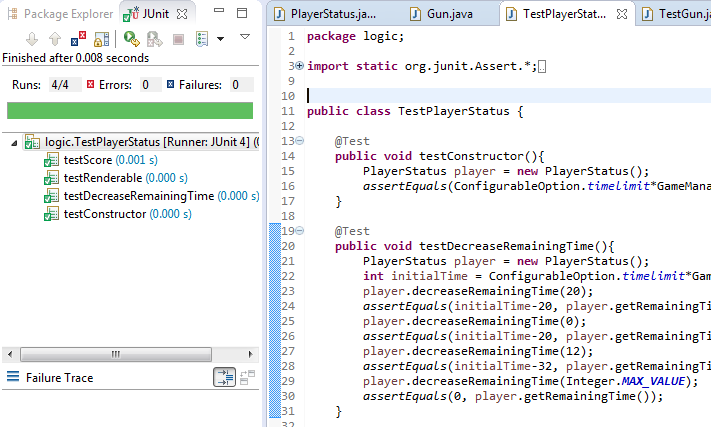 Package Explorer JUnit
Finished after 0.008 seconds
Runs: 4/4 Errors: 0 Failures: 0
logic.TestPlayerStatus [Runner: JUnit 4] (0
testScore (0.001 s)
testRenderable (0.000 s)
testDecreaseRemainingTime (0.000 s)
testConstructor (0.000 s)
Failure Trace
PlayerStatus.ja... Gun.java TestPlayerStat... TestGun.ja
1 package logic;
2
3 import static org.junit.Assert.*;
9
10
11 public class TestPlayerStatus {
12
13 @Test
14 public void testConstructor(){
15 PlayerStatus player = new PlayerStatus();
16 assertEquals(ConfigurableOption.timelimit*GameMana
17 }
18
19 @Test
20 public void testDecreaseRemainingTime(){
21 PlayerStatus player = new PlayerStatus();
22 int initialTime = ConfigurableOption.timelimit*Gam
23 player.decreaseRemainingTime(20);
24 assertEquals(initialTime-20, player.getRemainingTi
25 player.decreaseRemainingTime(0);
26 assertEquals(initialTime-20, player.getRemainingTi
27 player.decreaseRemainingTime(12);
28 assertEquals(initialTime-32, player.getRemainingTi
29 player.decreaseRemainingTime(Integer.MAX_VALUE);
30 assertEquals(0, player.getRemainingTime());
31 }
32